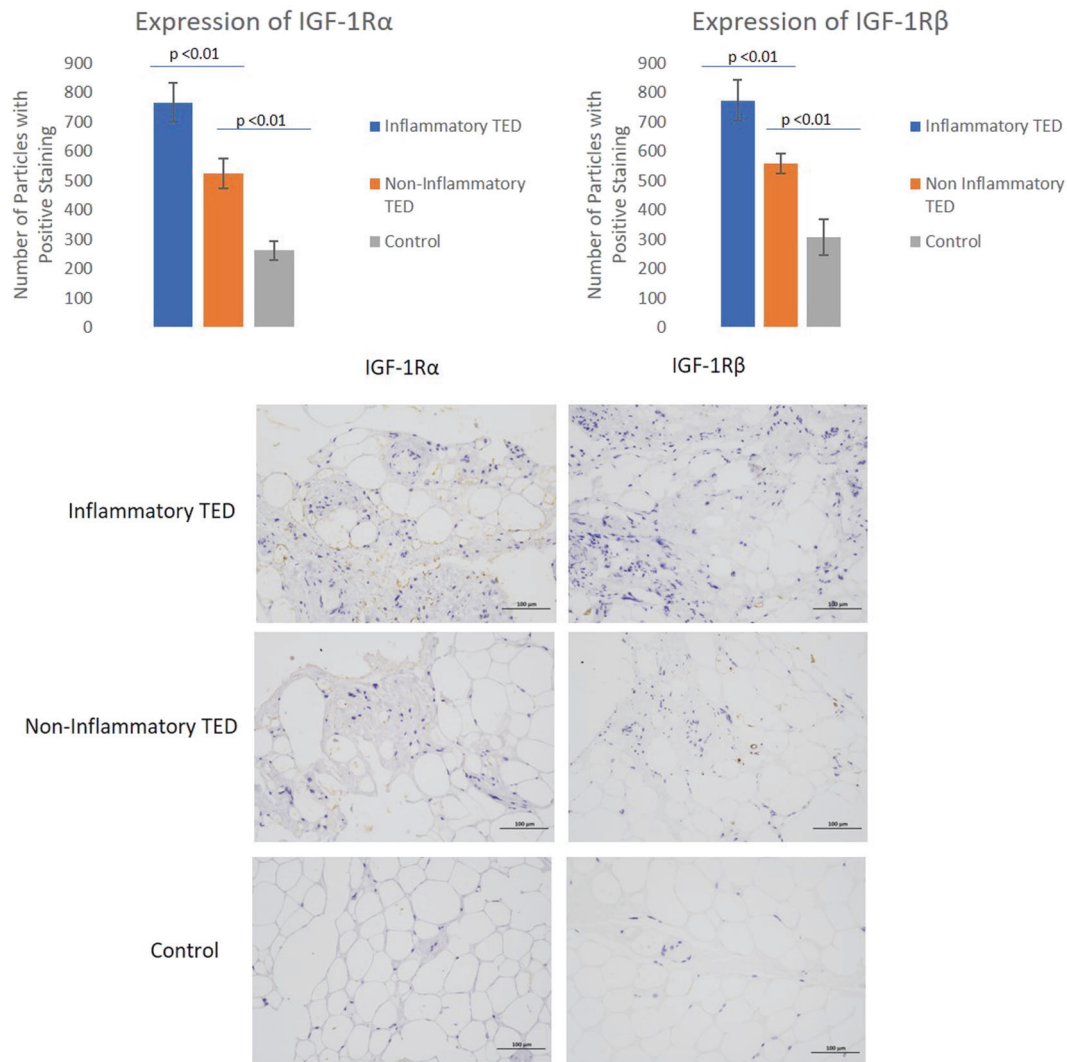 Expression of IGF-1Rα
p <0.01
p <0.01
900
800
700
600
500
400
300
200
100
0
Number of Particles with
Positive Staining
Inflammatory TED
Non-Inflammatory
TED
Control
Expression of IGF-1Rβ
p <0.01
p <0.01
900
800
700
600
500
400
300
200
100
0
Number of Particles with
Positive Staining
Inflammatory TED
Non Inflammatory
TED
Control
IGF-1Rα
IGF-1Rβ
Inflammatory TED
100 µm
100 µm
Non-Inflammatory TED
100 µm
100 µm
Control
100 µm
100 µm